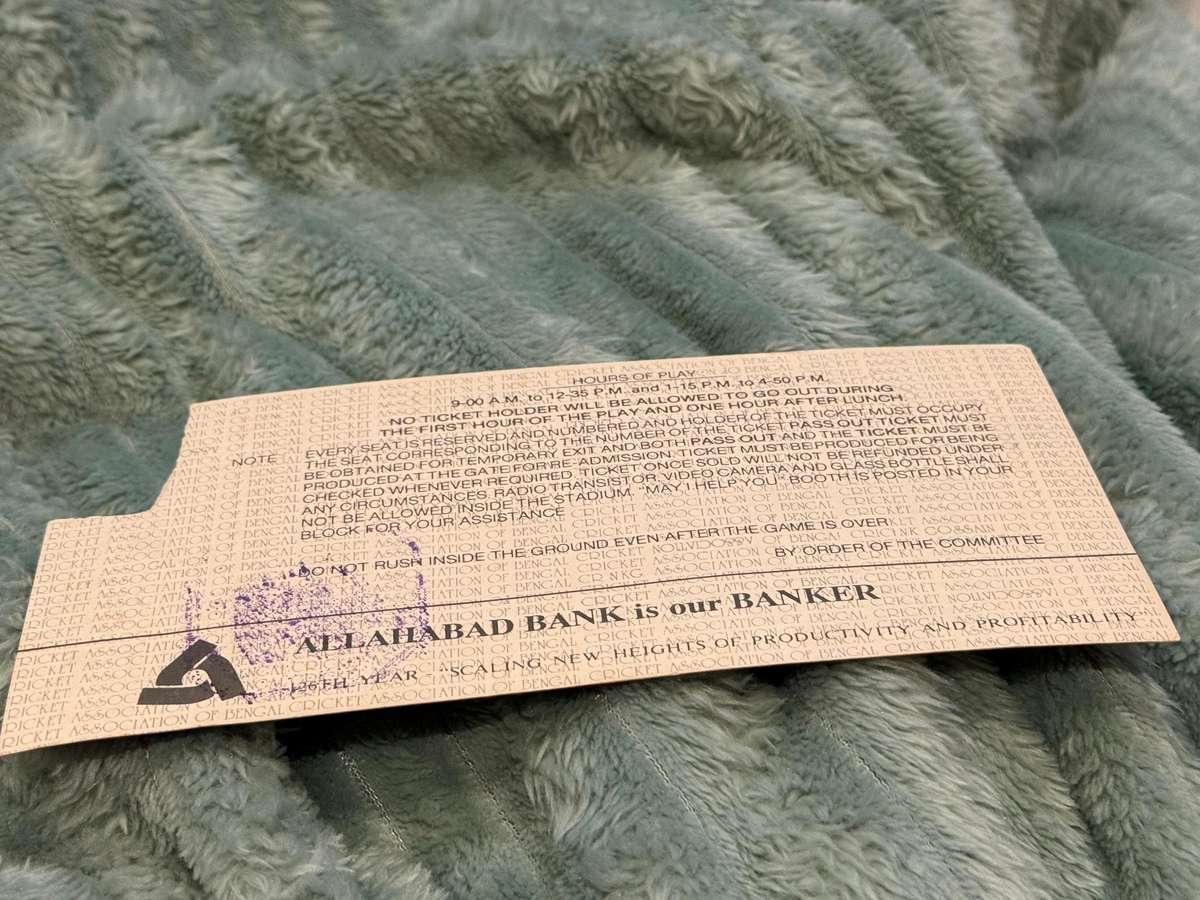 HOURS OF PLAY
9-00 A.M. to 12-35 P.M. and 1-15 P.M. to 4-50 P.M.
NO TICKET HOLDER WILL BE ALLOWED TO GO OUT DURING
THE FIRST HOUR OF THE PLAY AND ONE HOUR AFTER LUNCH.
NOTE EVERY SEAT IS RESERVED AND NUMBERED AND HOLDER OF THE TICKET MUST OCCUPY
THE SEAT CORRESPONDING TO THE NUMBER OF THE TICKET PASS OUT TICKET MUST
BE OBTAINED FOR TEMPORARY EXIT AND BOTH PASS OUT AND THE TICKET MUST BE
PRODUCED AT THE GATE FOR RE-ADMISSION. TICKET MUST BE PRODUCED FOR BEING
CHECKED WHENEVER REQUIRED. TICKET ONCE SOLD WILL NOT BE REFUNDED UNDER
ANY CIRCUMSTANCES. RADIO TRANSISTOR, VIDEO CAMERA AND GLASS BOTTLE SHALL
NOT BE ALLOWED INSIDE THE STADIUM. "MAY I HELP YOU" BOOTH IS POSTED IN YOUR
BLOCK FOR YOUR ASSISTANCE
DO NOT RUSH INSIDE THE GROUND EVEN AFTER THE GAME IS OVER
BY ORDER OF THE COMMITTEE
ALLAHABAD BANK is our BANKER
126TH. YEAR - "SCALING NEW HEIGHTS OF PRODUCTIVITY AND PROFITABILITY
CRICKET ASSOCIATION OF BENGAL CRICKET